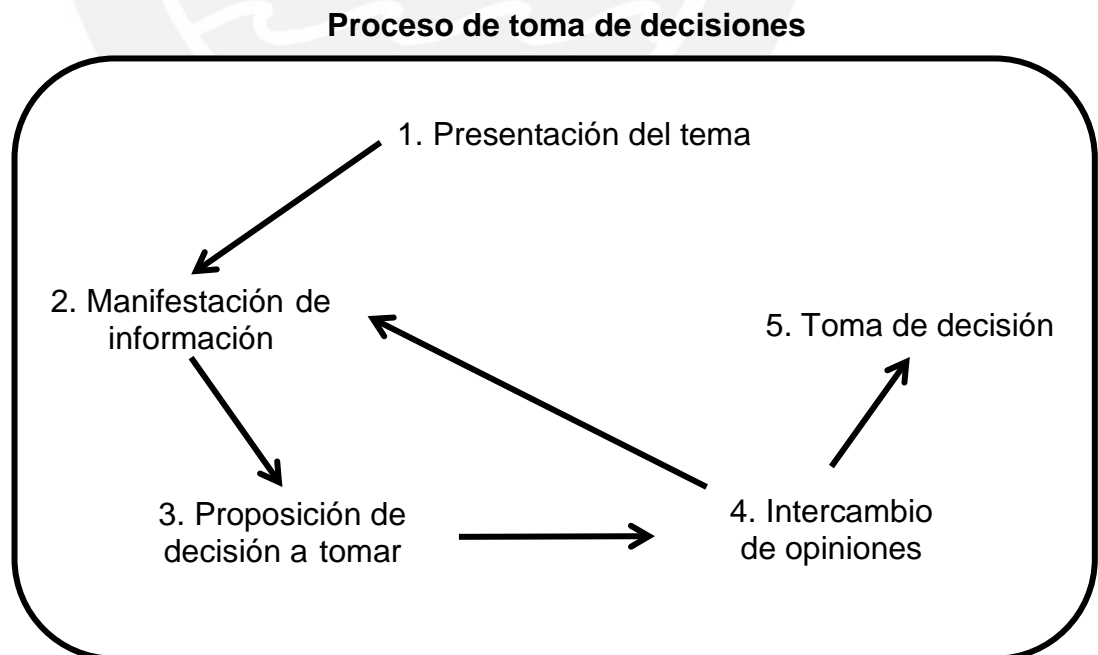 Proceso de toma de decisiones
1. Presentación del tema
2. Manifestación de
información
3. Proposición de
decisión a tomar
4. Intercambio
de opiniones
5. Toma de decisión